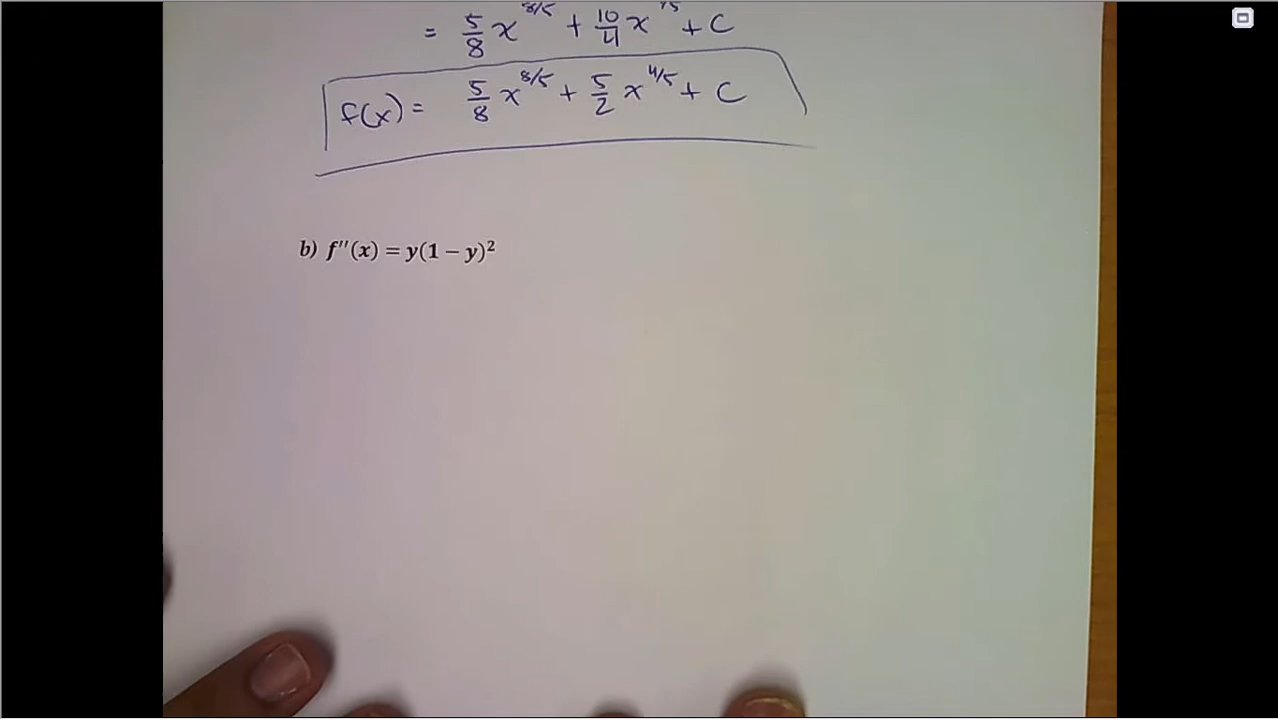 = 5/8 x^8/5 + 10/4 x^4/5 + C
f(x) = 5/8 x^8/5 + 5/2 x^4/5 + C
b) f''(x) = y(1 − y)²